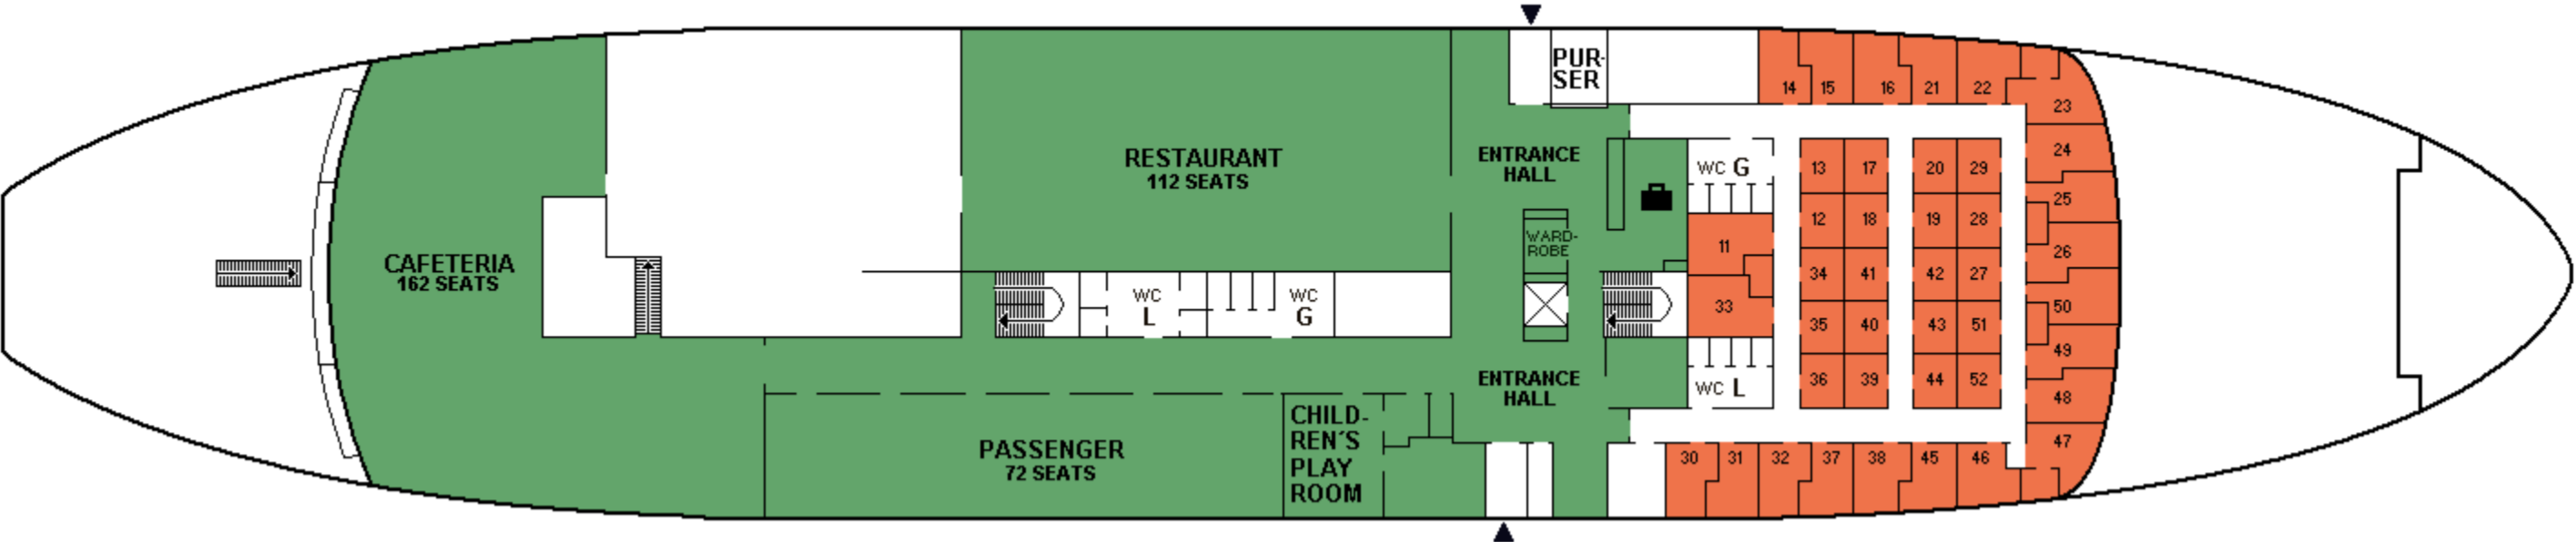 PUR-
SER
14 15 16 21 22
23
RESTAURANT
112 SEATS
ENTRANCE
HALL
WC G
13 17 20 29
24
25
12 18 19 28
WARD-
ROBE
11
26
CAFETERIA
162 SEATS
34 41 42 27
WC
L
WC
G
33
50
35 40 43 51
49
ENTRANCE
HALL
WC L
36 39 44 52
48
CHILD-
REN'S
PLAY
ROOM
47
PASSENGER
72 SEATS
30 31 32 37 38 45 46